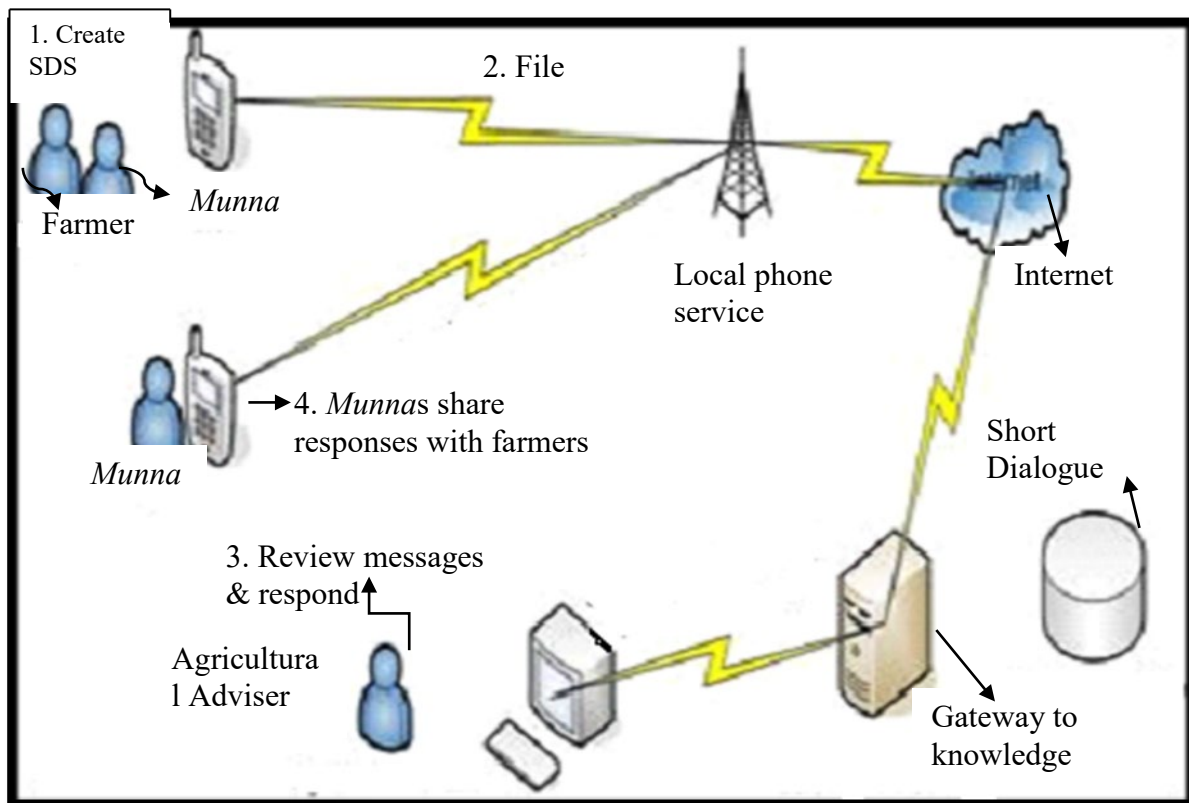 1. Create
SDS
2. File
Farmer
Munna
Local phone
service
Internet
Internet
4. Munnas share
responses with farmers
Munna
Short
Dialogue
3. Review messages
& respond
Agricultura
l Adviser
Gateway to
knowledge